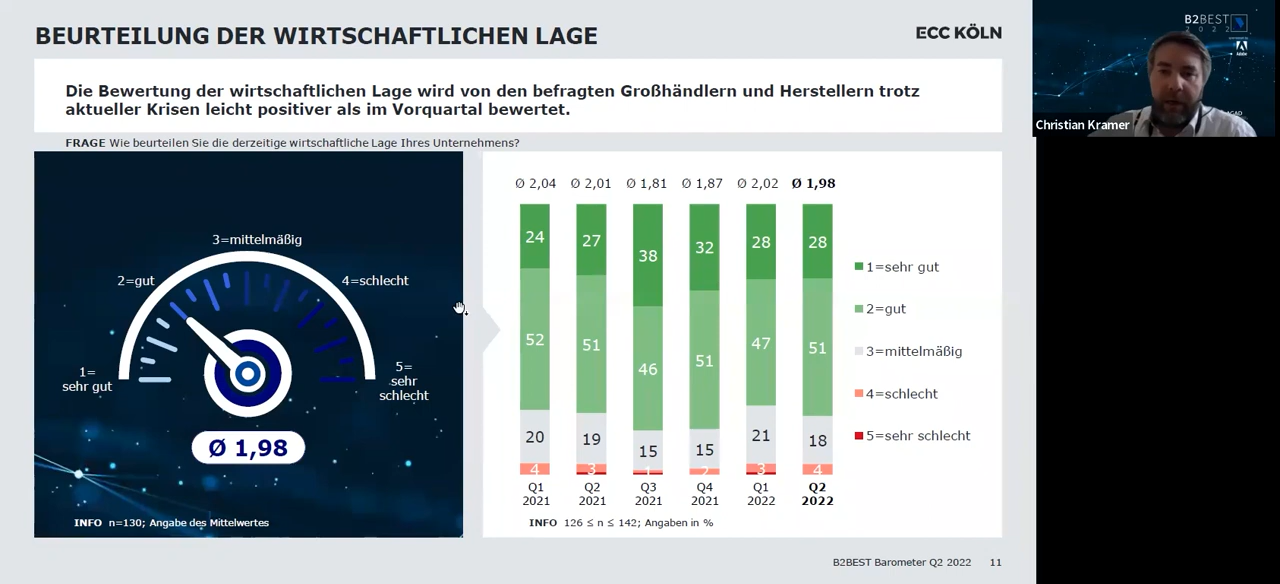 BEURTEILUNG DER WIRTSCHAFTLICHEN LAGE
ECC KÖLN
Die Bewertung der wirtschaftlichen Lage wird von den befragten Großhändlern und Herstellern trotz
aktueller Krisen leicht positiver als im Vorquartal bewertet.
FRAGE Wie beurteilen Sie die derzeitige wirtschaftliche Lage Ihres Unternehmens?
3=mittelmäßig
2=gut
4=schlecht
1=
sehr gut
5=
sehr
schlecht
Ø 1,98
INFO n=130; Angabe des Mittelwertes
Ø 2,04 Ø 2,01 Ø 1,81 Ø 1,87 Ø 2,02 Ø 1,98
24 27 38 32 28 28
52 51 46 51 47 51
20 19 15 15 21 18
4 3 1 2 3 4
Q1 Q2 Q3 Q4 Q1 Q2
2021 2021 2021 2021 2022 2022
1=sehr gut
2=gut
3=mittelmäßig
4=schlecht
5=sehr schlecht
INFO 126 ≤ n ≤ 142; Angaben in %
B2BEST Barometer Q2 2022 11
B2BEST
2022
Adobe
Christian Kramer